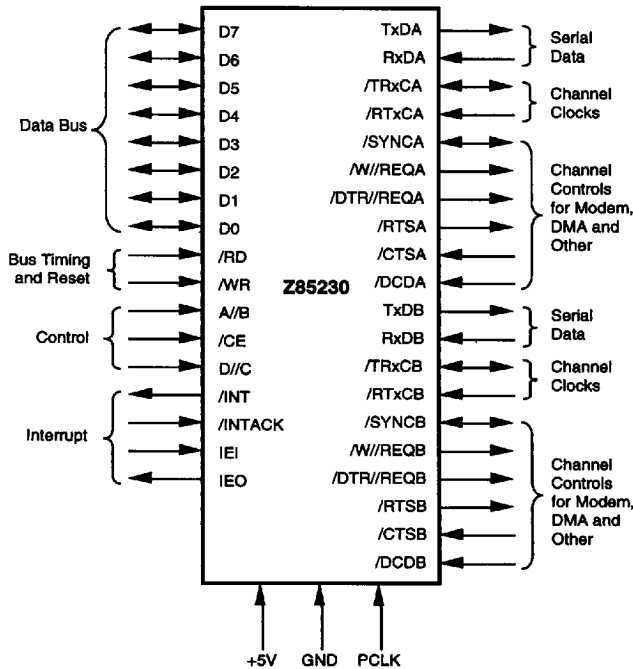 Data Bus
Bus Timing
and Reset
Control
Interrupt
D7
D6
D5
D4
D3
D2
D1
D0
/RD
/WR
A//B
/CE
D//C
/INT
/INTACK
IEI
IEO
Z85230
TxDA
RxDA
/TRxCA
/RTxCA
/SYNCA
/W//REQA
/DTR//REQA
/RTSA
/CTSA
/DCDA
TxDB
RxDB
/TRxCB
/RTxCB
/SYNCB
/W//REQB
/DTR//REQB
/RTSB
/CTSB
/DCDB
Serial
Data
Channel
Clocks
Channel
Controls
for Modem,
DMA and
Other
Serial
Data
Channel
Clocks
Channel
Controls
for Modem,
DMA and
Other
+5V
GND
PCLK